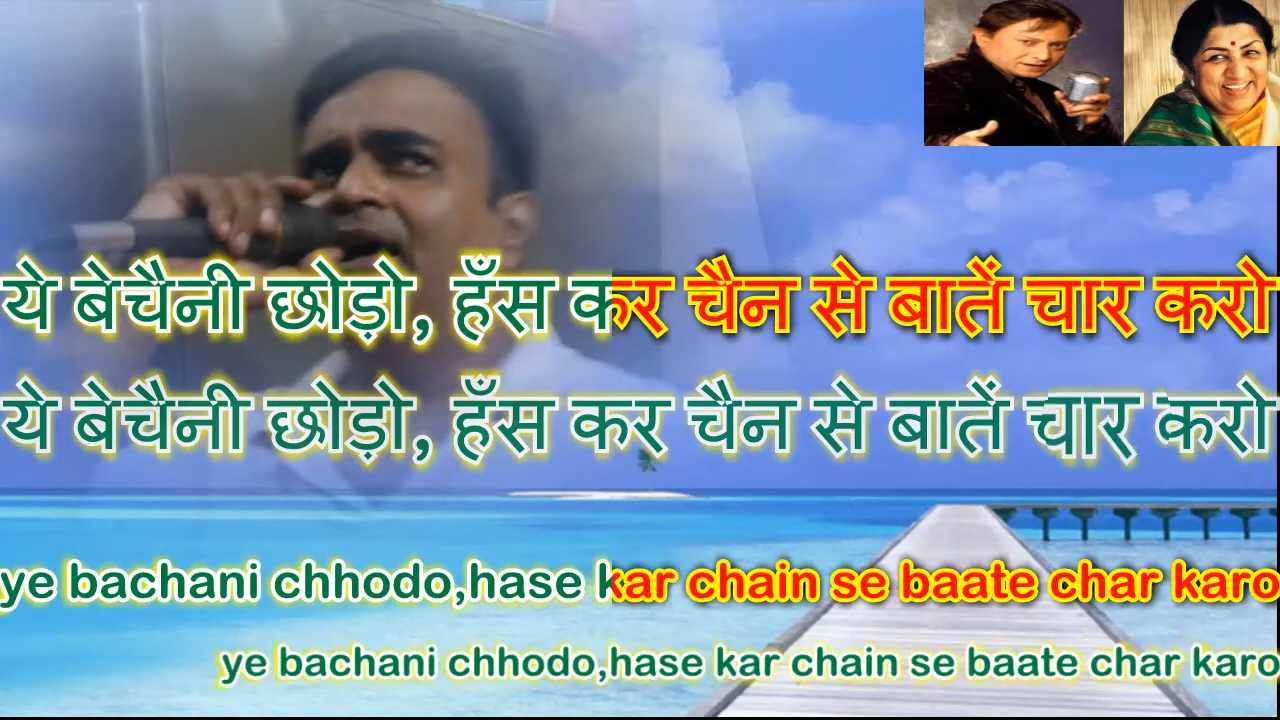 ये बेचैनी छोड़ो, हँस कर चैन से बातें चार करो
ये बेचैनी छोड़ो, हँस कर चैन से बातें चार करो
ye bachani chhodo,hase kar chain se baate char karo
ye bachani chhodo,hase kar chain se baate char karo